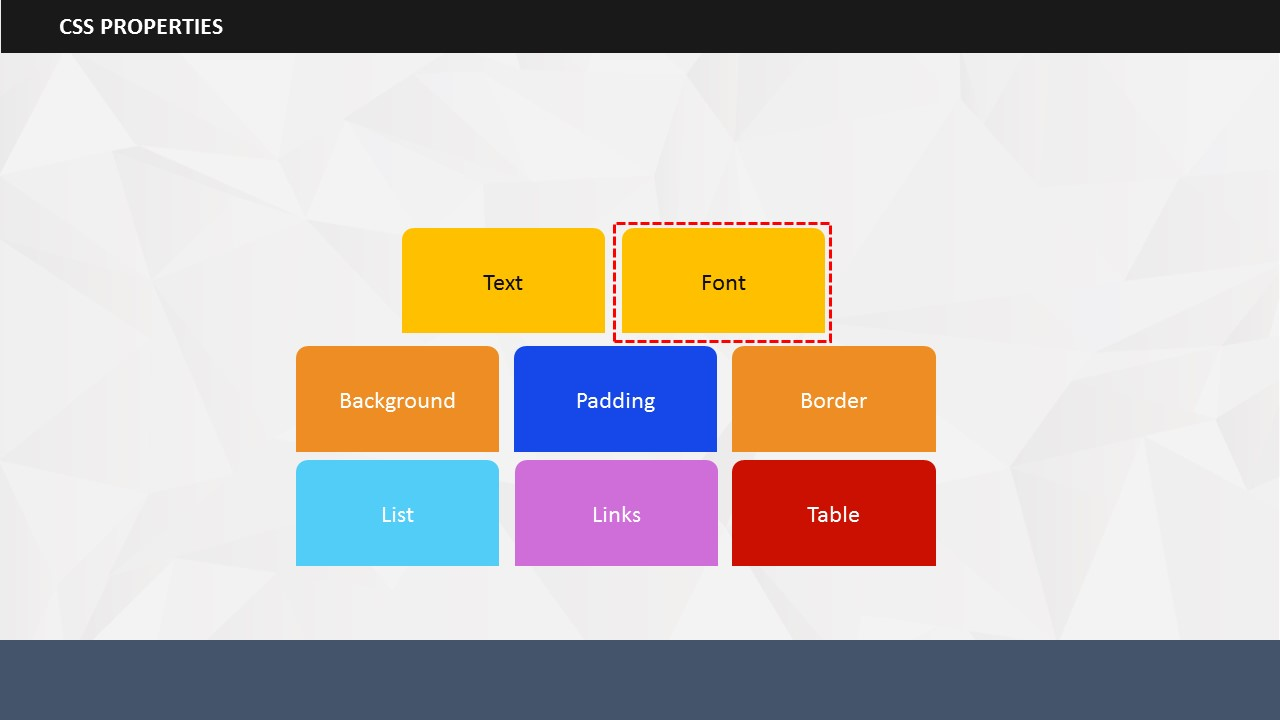 CSS PROPERTIES
Text
Font
Background
Padding
Border
List
Links
Table